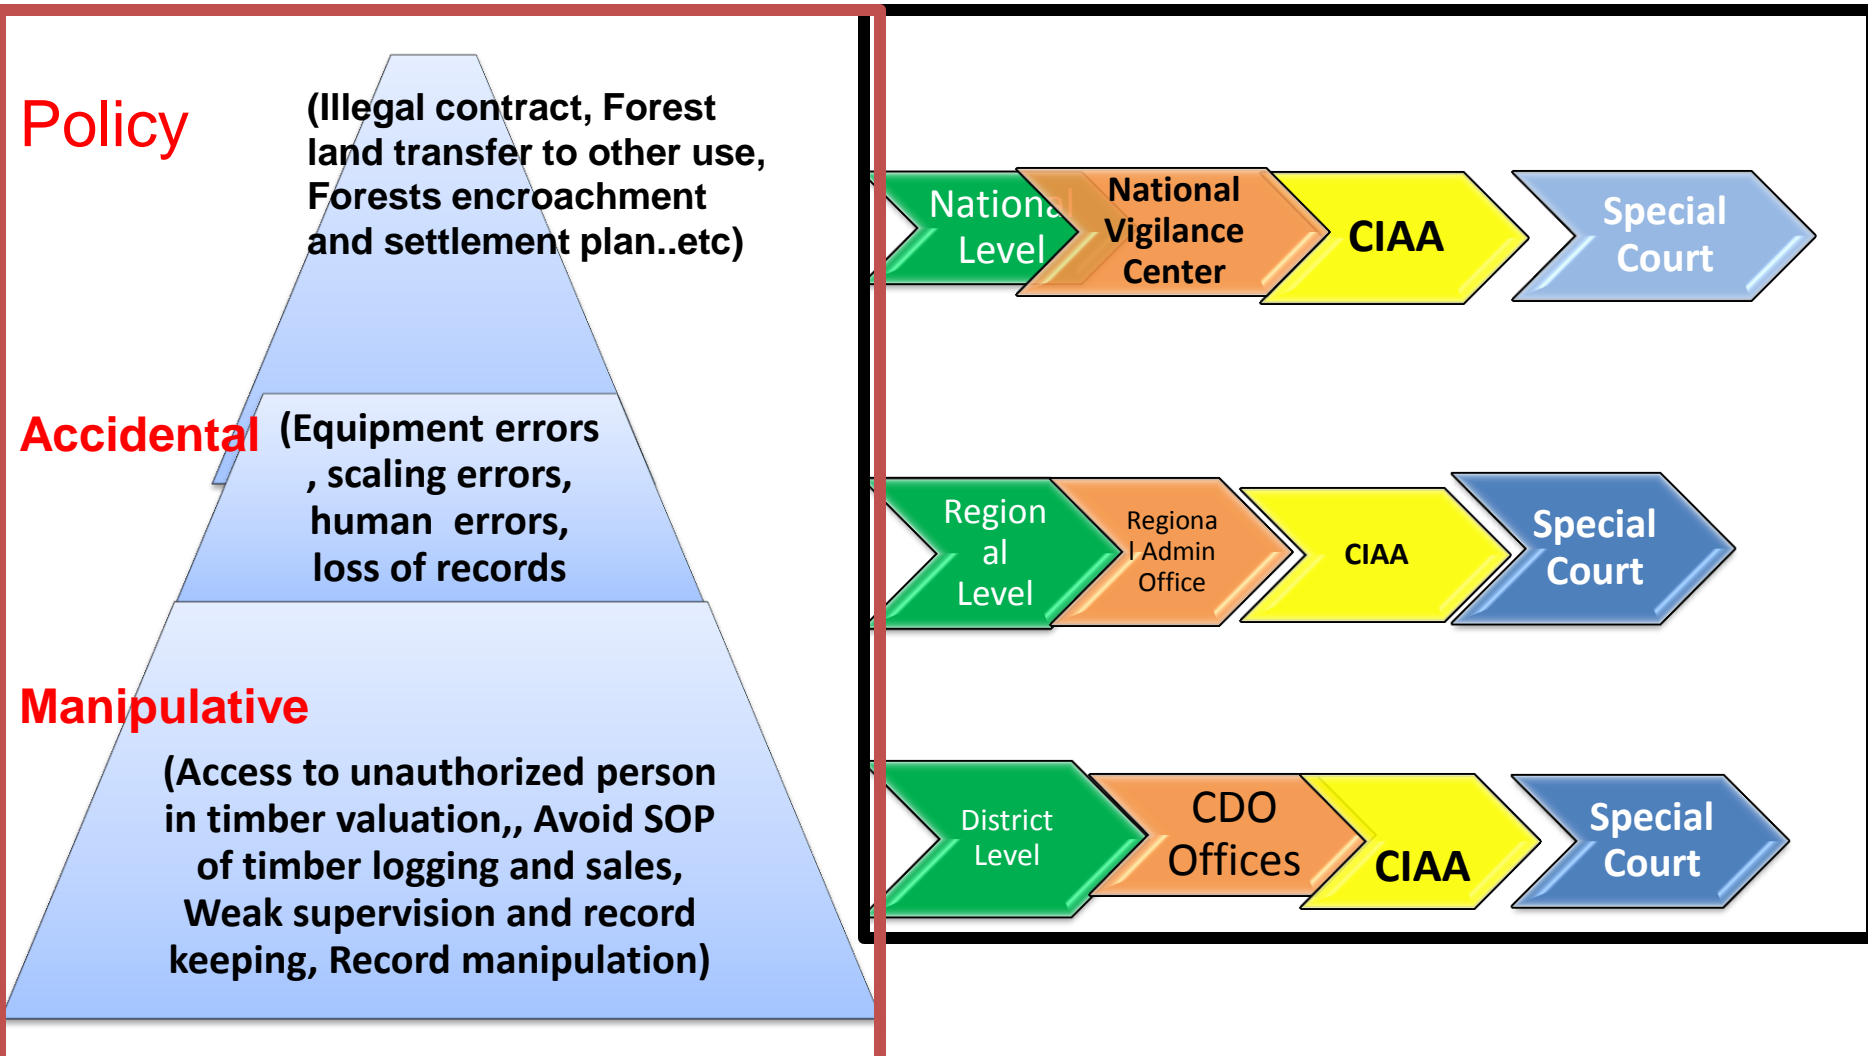 Policy
(Illegal contract, Forest
land transfer to other use,
Forests encroachment
and settlement plan..etc)
Accidental
(Equipment errors
, scaling errors,
human  errors,
loss of records
Manipulative
(Access to unauthorized person
in timber valuation,, Avoid SOP
of timber logging and sales,
Weak supervision and record
keeping, Record manipulation)
National
Level
National
Vigilance
Center
CIAA
Special
Court
Region
al
Level
Regiona
l Admin
Office
CIAA
Special
Court
District
Level
CDO
Offices
CIAA
Special
Court